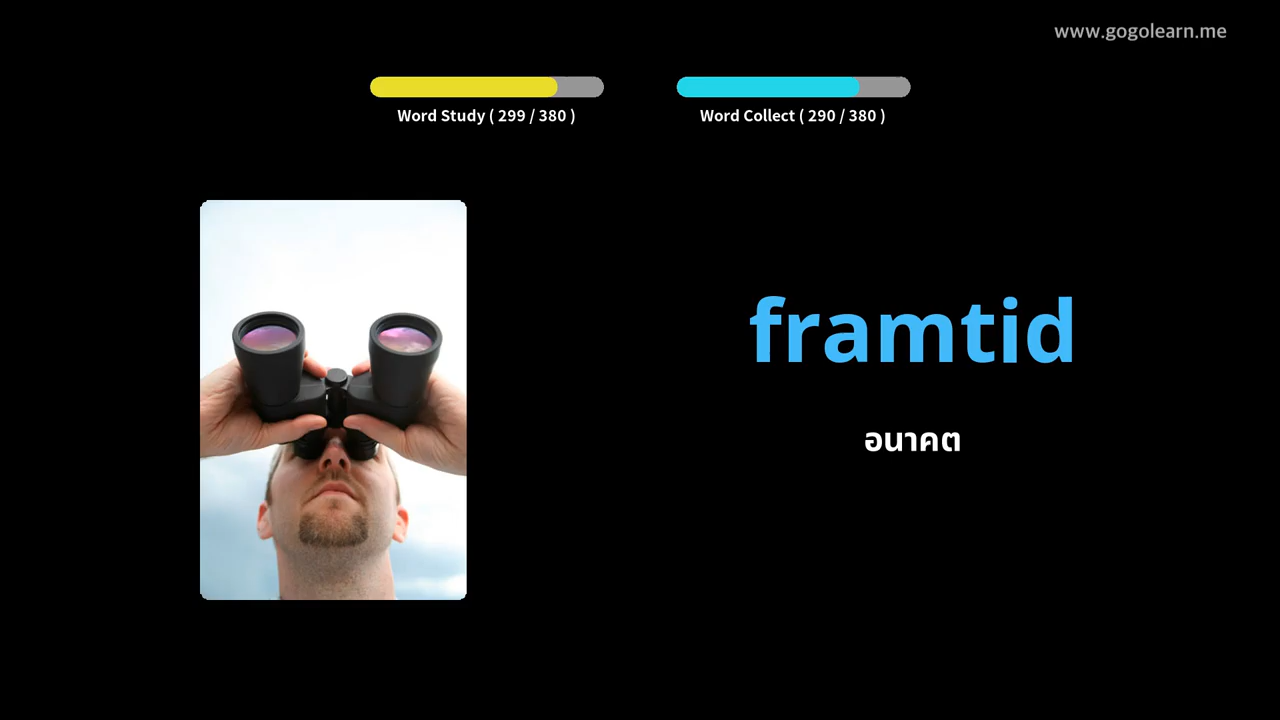 www.gogolearn.me
Word Study ( 299 / 380 )
Word Collect ( 290 / 380 )
framtid
อนาคต